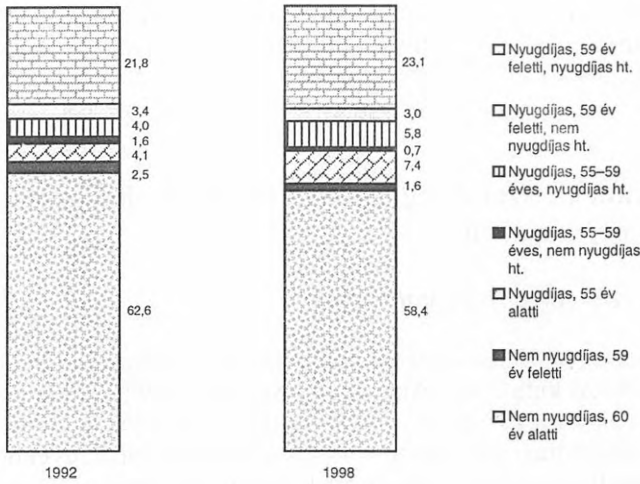 21,8
3,4
4,0
1,6
4,1
2,5
62,6
1992
23,1
3,0
5,8
0,7
7,4
1,6
58,4
1998
Nyugdíjas, 59 év
feletti, nyugdíjas ht.
Nyugdíjas, 59 év
feletti, nem
nyugdíjas ht.
Nyugdíjas, 55–59
éves, nyugdíjas ht.
Nyugdíjas, 55–59
éves, nem nyugdíjas
ht.
Nyugdíjas, 55 év
alatti
Nem nyugdíjas, 59
év feletti
Nem nyugdíjas, 60
év alatti